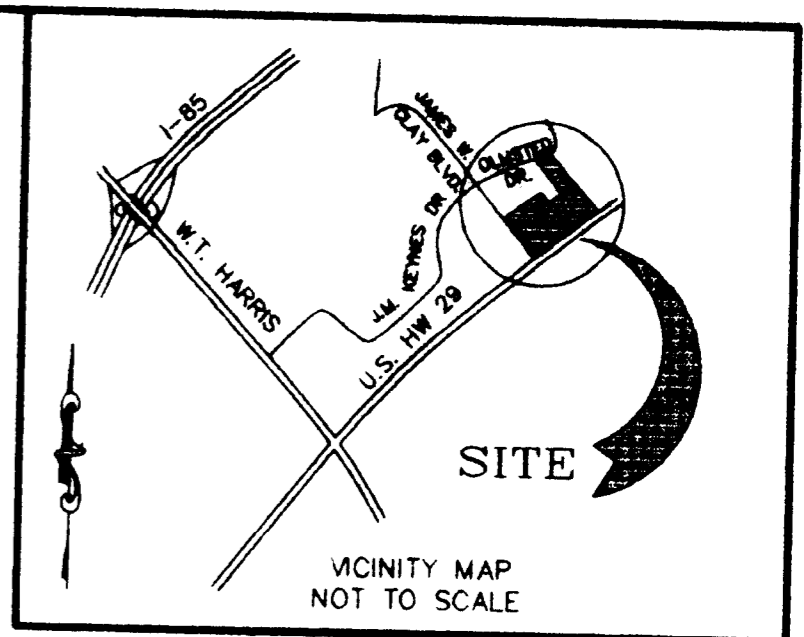 I-85
JAMES W.
CLAY BLVD.
OLMSTED
DR.
W.T. HARRIS
J.M. KEYNES DR.
U.S. HW 29
SITE
VICINITY MAP
NOT TO SCALE